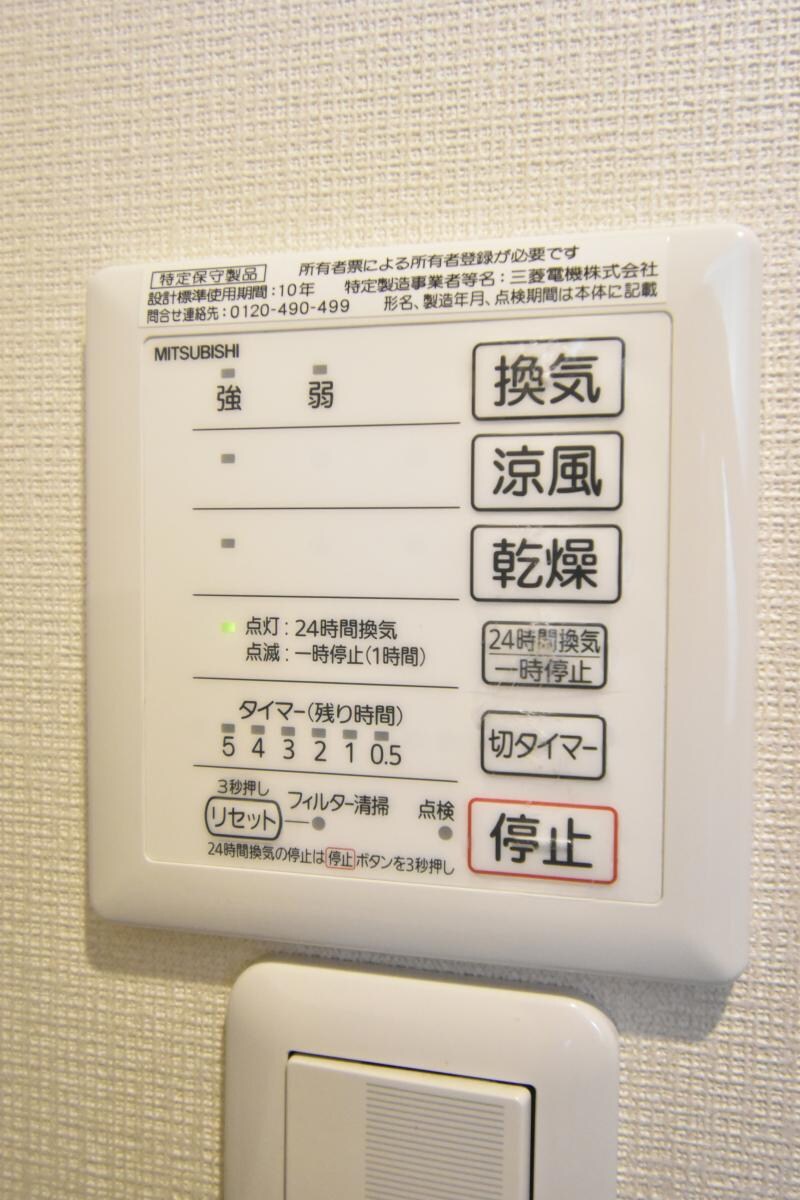 特定保守製品 所有者票による所有者登録が必要です
設計標準使用期間:10年 特定製造事業者等名:三菱電機株式会社
問合せ連絡先:0120-490-499 形名、製造年月、点検期間は本体に記載
MITSUBISHI
強 弱 換気
涼風
乾燥
点灯:24時間換気
点滅:一時停止(1時間)
24時間換気
一時停止
タイマー(残り時間)
5 4 3 2 1 0.5
切タイマー
3秒押し
リセット フィルター清掃 点検
停止
24時間換気の停止は停止ボタンを3秒押し